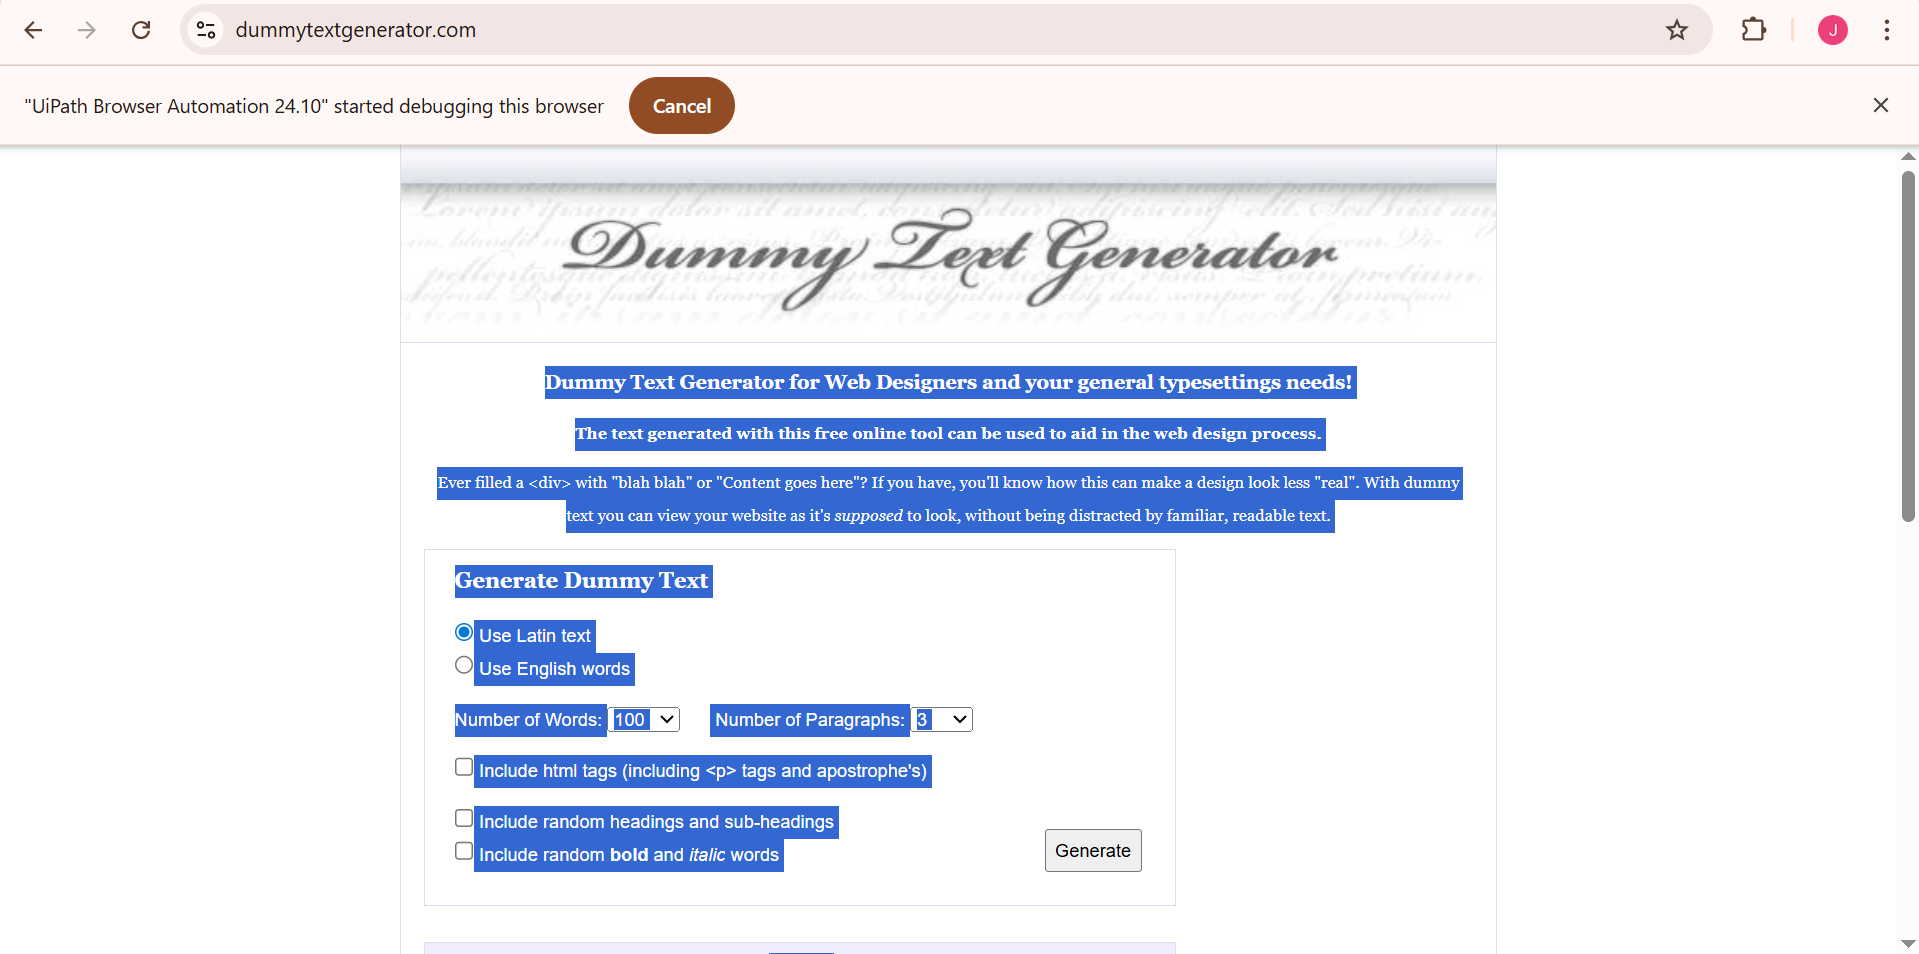 dummytextgenerator.com
J
"UiPath Browser Automation 24.10" started debugging this browser
Cancel
Dummy Text Generator
Dummy Text Generator for Web Designers and your general typesettings needs!
The text generated with this free online tool can be used to aid in the web design process.
Ever filled a <div> with "blah blah" or "Content goes here"? If you have, you'll know how this can make a design look less "real". With dummy
text you can view your website as it's supposed to look, without being distracted by familiar, readable text.
Generate Dummy Text
Use Latin text
Use English words
Number of Words: 100 Number of Paragraphs: 3
Include html tags (including <p> tags and apostrophe's)
Include random headings and sub-headings
Include random bold and italic words
Generate